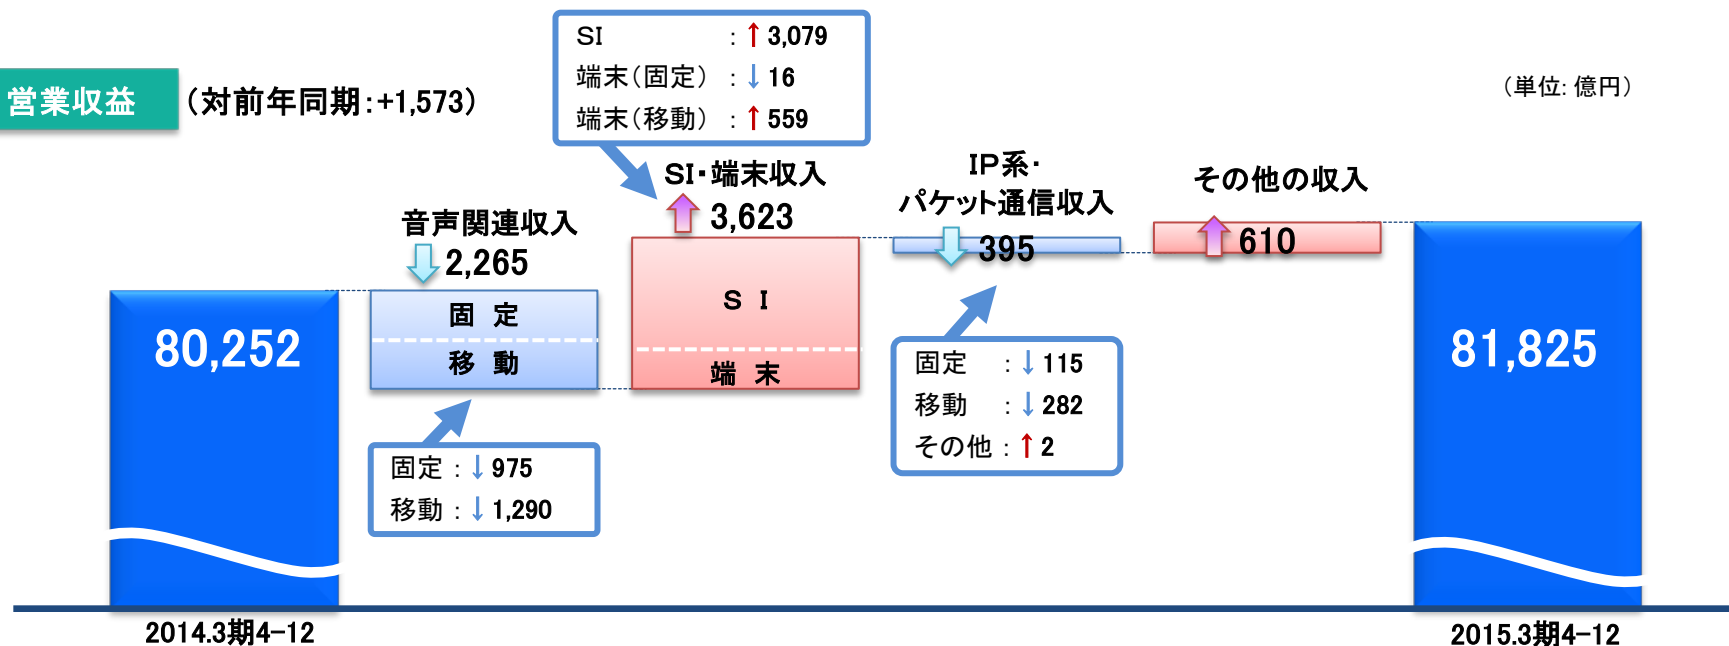 SI : ↑ 3,079
端末(固定) : ↓ 16
端末(移動) : ↑ 559
営業収益 (対前年同期:+1,573)
(単位: 億円)
音声関連収入
2,265
SI・端末収入
3,623
IP系・
パケット通信収入
395
その他の収入
610
80,252
固 定
移 動
S I
端 末
81,825
固定 : ↓ 975
移動 : ↓ 1,290
固定 : ↓ 115
移動 : ↓ 282
その他 : ↑ 2
2014.3期4-12
2015.3期4-12